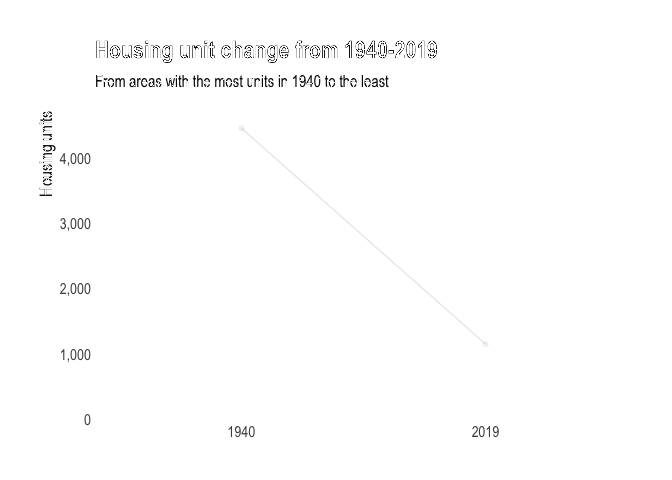 Housing unit change from 1940-2019
From areas with the most units in 1940 to the least
Housing units
4,000
3,000
2,000
1,000
0
1940
2019